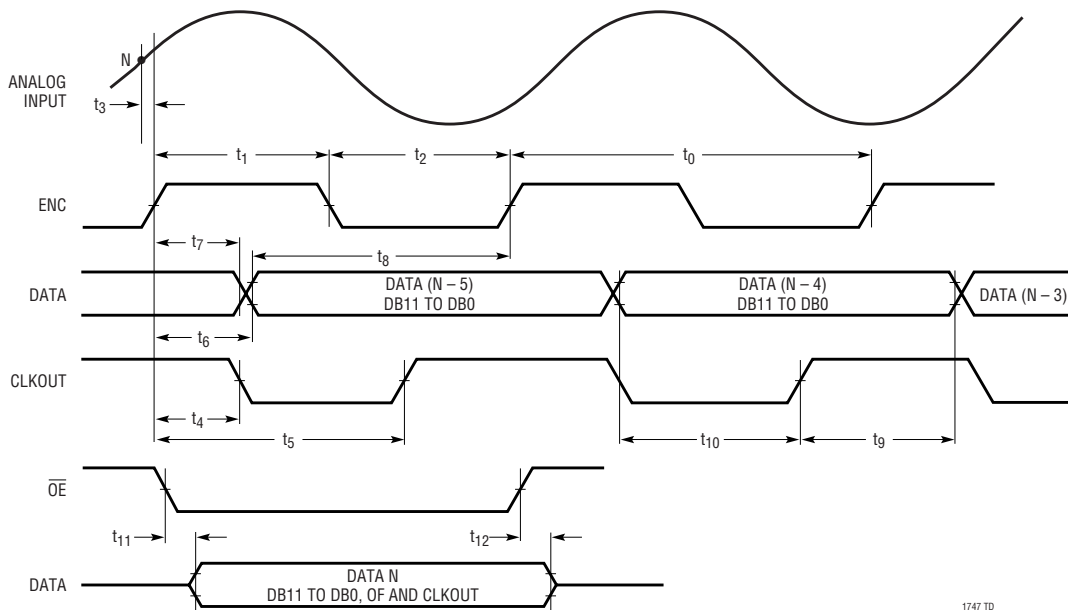 N
ANALOG
INPUT
t3
t1
t2
t0
ENC
t7
t8
DATA
DATA (N – 5)
DB11 TO DB0
DATA (N – 4)
DB11 TO DB0
DATA (N – 3)
t6
CLKOUT
t4
t5
t10
t9
OE
t11
t12
DATA
DATA N
DB11 TO DB0, OF AND CLKOUT
1747 TD